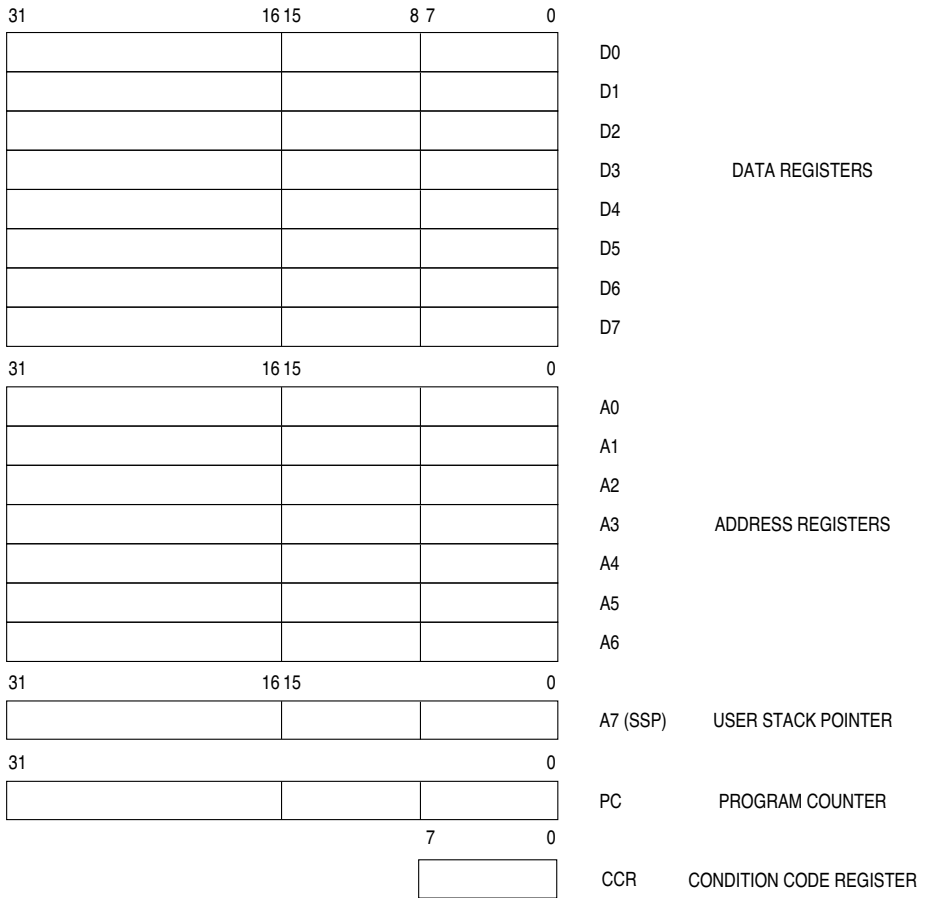 31 16 15 8 7 0
D0
D1
D2
D3 DATA REGISTERS
D4
D5
D6
D7
31 16 15 0
A0
A1
A2
A3 ADDRESS REGISTERS
A4
A5
A6
31 16 15 0
A7 (SSP) USER STACK POINTER
31 0
PC PROGRAM COUNTER
7 0
CCR CONDITION CODE REGISTER